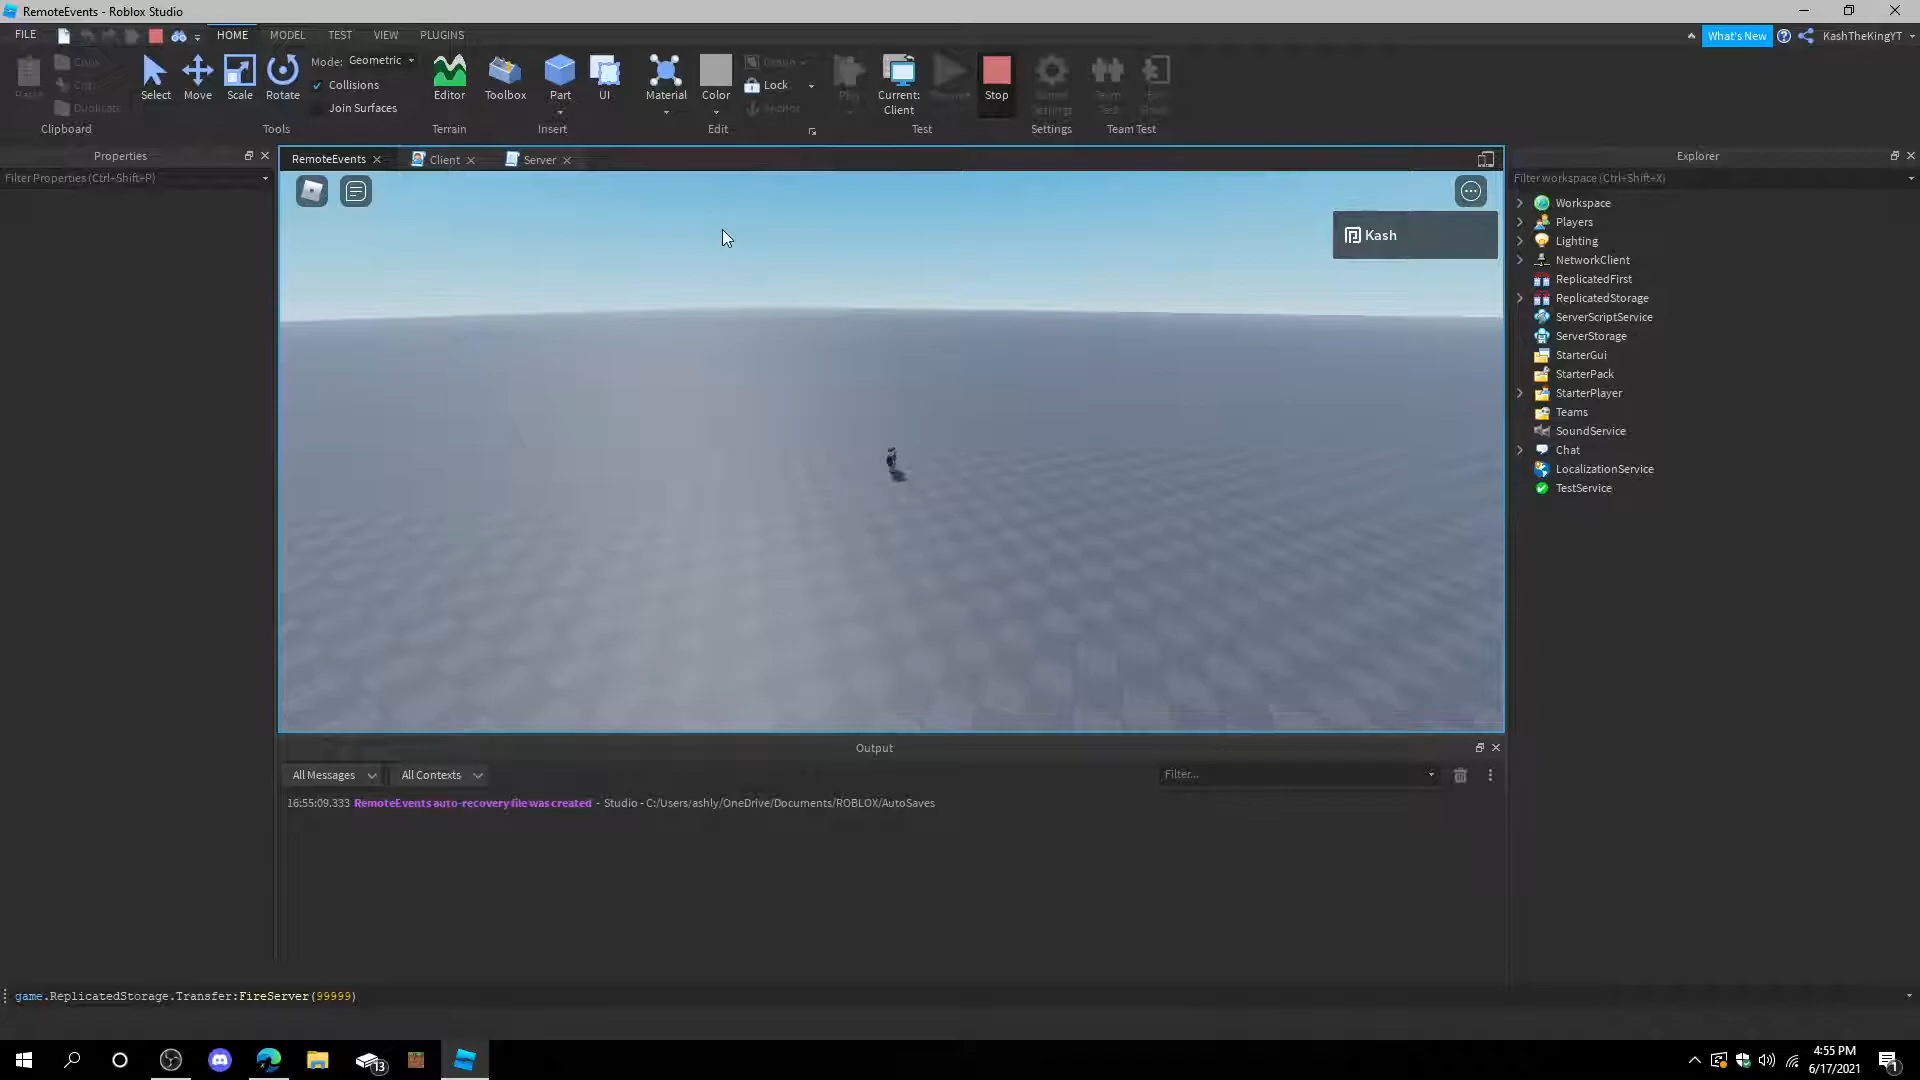 RemoteEvents - Roblox Studio
FILE
HOME
MODEL
TEST
VIEW
PLUGINS
What's New
KashTheKingYT
Select
Move
Scale
Rotate
Mode: Geometric
Collisions
Join Surfaces
Editor
Toolbox
Part
UI
Material
Color
Lock
Anchor
Duplicate
Current:
Client
Stop
Clipboard
Tools
Terrain
Insert
Edit
Test
Settings
Team Test
Properties
Filter Properties (Ctrl+Shift+P)
RemoteEvents
Client
Server
Kash
Explorer
Filter workspace (Ctrl+Shift+X)
Workspace
Players
Lighting
NetworkClient
ReplicatedFirst
ReplicatedStorage
ServerScriptService
ServerStorage
StarterGui
StarterPack
StarterPlayer
Teams
SoundService
Chat
LocalizationService
TestService
Output
All Messages
All Contexts
Filter...
16:55:09.333 RemoteEvents auto-recovery file was created - Studio - C:/Users/ashly/OneDrive/Documents/ROBLOX/AutoSaves
game.ReplicatedStorage.Transfer:FireServer(99999)
13
4:55 PM
6/17/2021
1